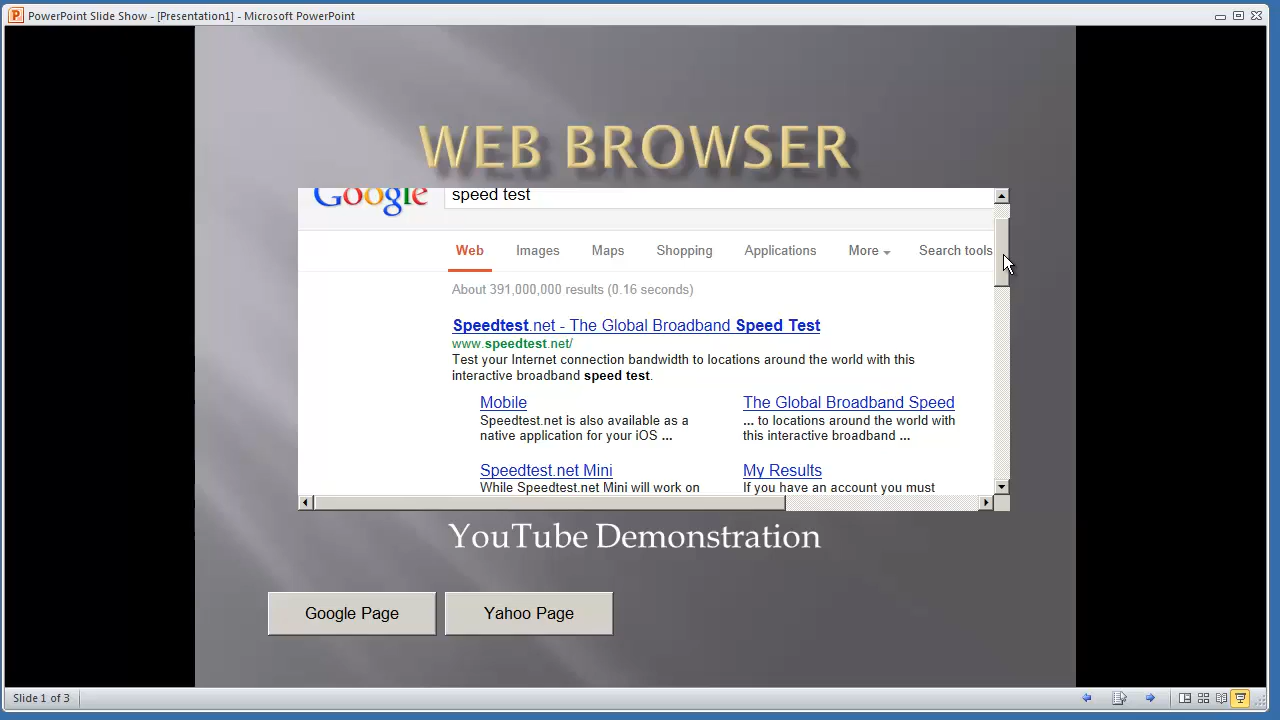 PowerPoint Slide Show - [Presentation1] - Microsoft PowerPoint
WEB BROWSER
Google speed test
Web Images Maps Shopping Applications More Search tools
About 391,000,000 results (0.16 seconds)
Speedtest.net - The Global Broadband Speed Test
www.speedtest.net/
Test your Internet connection bandwidth to locations around the world with this
interactive broadband speed test.
Mobile The Global Broadband Speed
Speedtest.net is also available as a ... to locations around the world with
native application for your iOS ... this interactive broadband ...
Speedtest.net Mini My Results
While Speedtest.net Mini will work on If you have an account you must
YouTube Demonstration
Google Page Yahoo Page
Slide 1 of 3